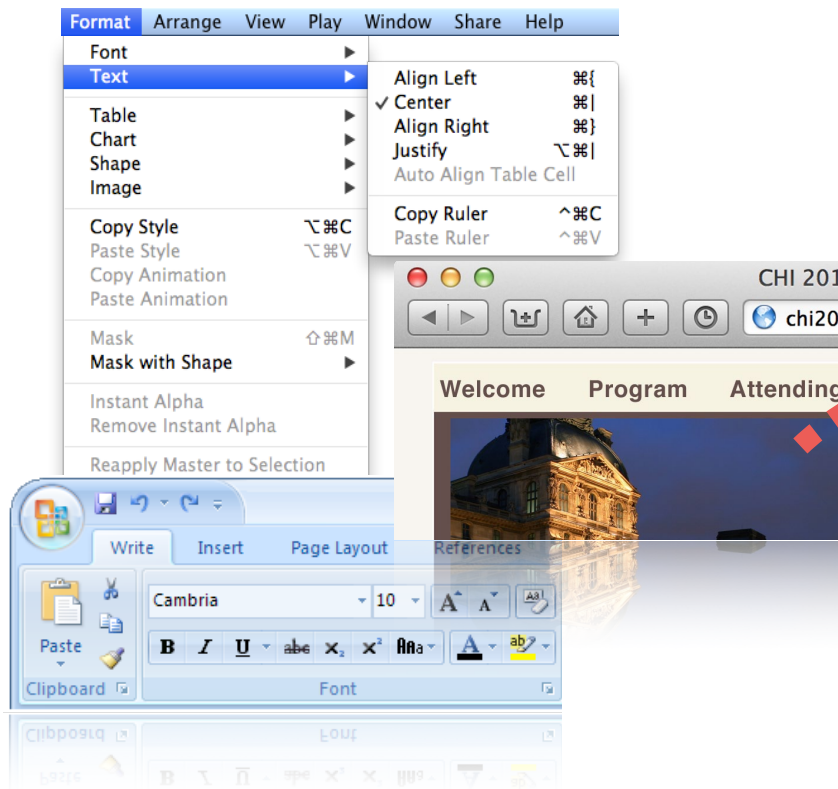 Format Arrange View Play Window Share Help
Font
Text
Table
Chart
Shape
Image
Copy Style ⌥⌘C
Paste Style ⌥⌘V
Copy Animation
Paste Animation
Mask ⇧⌘M
Mask with Shape
Instant Alpha
Remove Instant Alpha
Reapply Master to Selection
Align Left ⌘{
✓ Center ⌘|
Align Right ⌘}
Justify ⌥⌘|
Auto Align Table Cell
Copy Ruler ^⌘C
Paste Ruler ^⌘V
CHI 201
chi20
Welcome Program Attending
Write Insert Page Layout References
Cambria 10 A A Aa
Paste
B I U abc x₂ x² Aa A ab
Clipboard Font